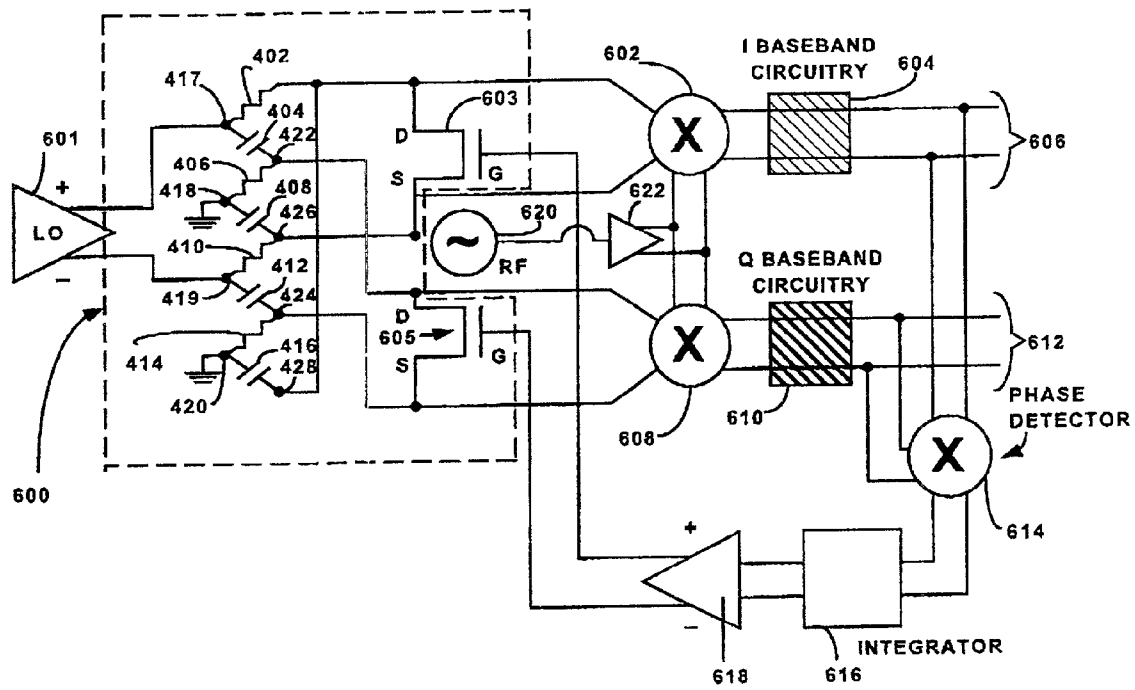 602
I BASEBAND
CIRCUITRY
604
402
417
404
603
601
422
D
X
606
406
+
S
G
418
408
622
LO
426
620
~
410
RF
Q BASEBAND
CIRCUITRY
−
412
419
424
D
605
X
612
414
416
S
G
428
610
PHASE
DETECTOR
420
608
X
600
+
614
−
INTEGRATOR
616
618